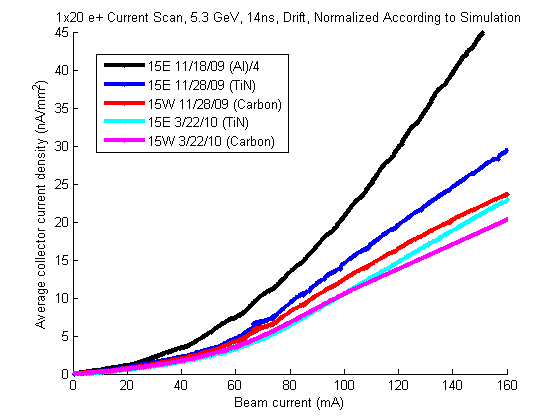 1x20 e+ Current Scan, 5.3 GeV, 14ns, Drift, Normalized According to Simulation
Average collector current density (nA/mm²)
45
40
35
30
25
20
15
10
5
0
15E 11/18/09 (Al)/4
15E 11/28/09 (TiN)
15W 11/28/09 (Carbon)
15E 3/22/10 (TiN)
15W 3/22/10 (Carbon)
0 20 40 60 80 100 120 140 160
Beam current (mA)